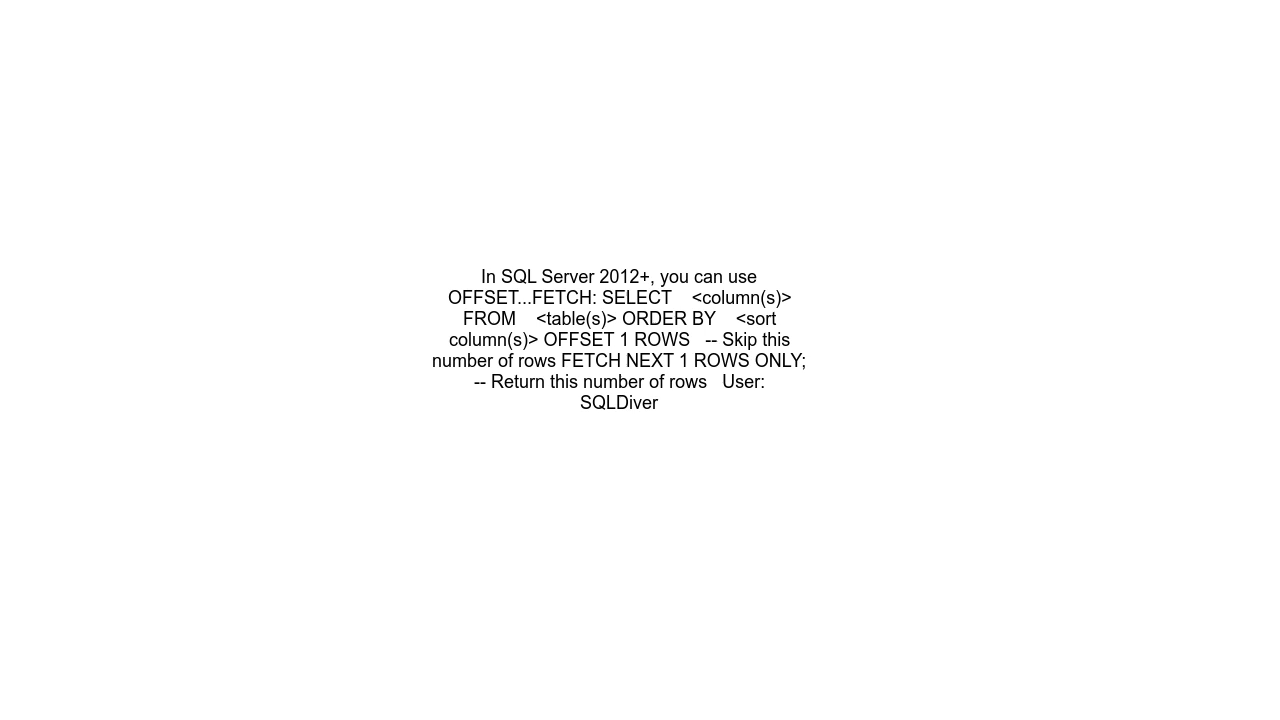 In SQL Server 2012+, you can use
OFFSET...FETCH: SELECT    <column(s)>
FROM    <table(s)> ORDER BY    <sort
column(s)> OFFSET 1 ROWS   -- Skip this
number of rows FETCH NEXT 1 ROWS ONLY;
-- Return this number of rows   User:
SQLDiver